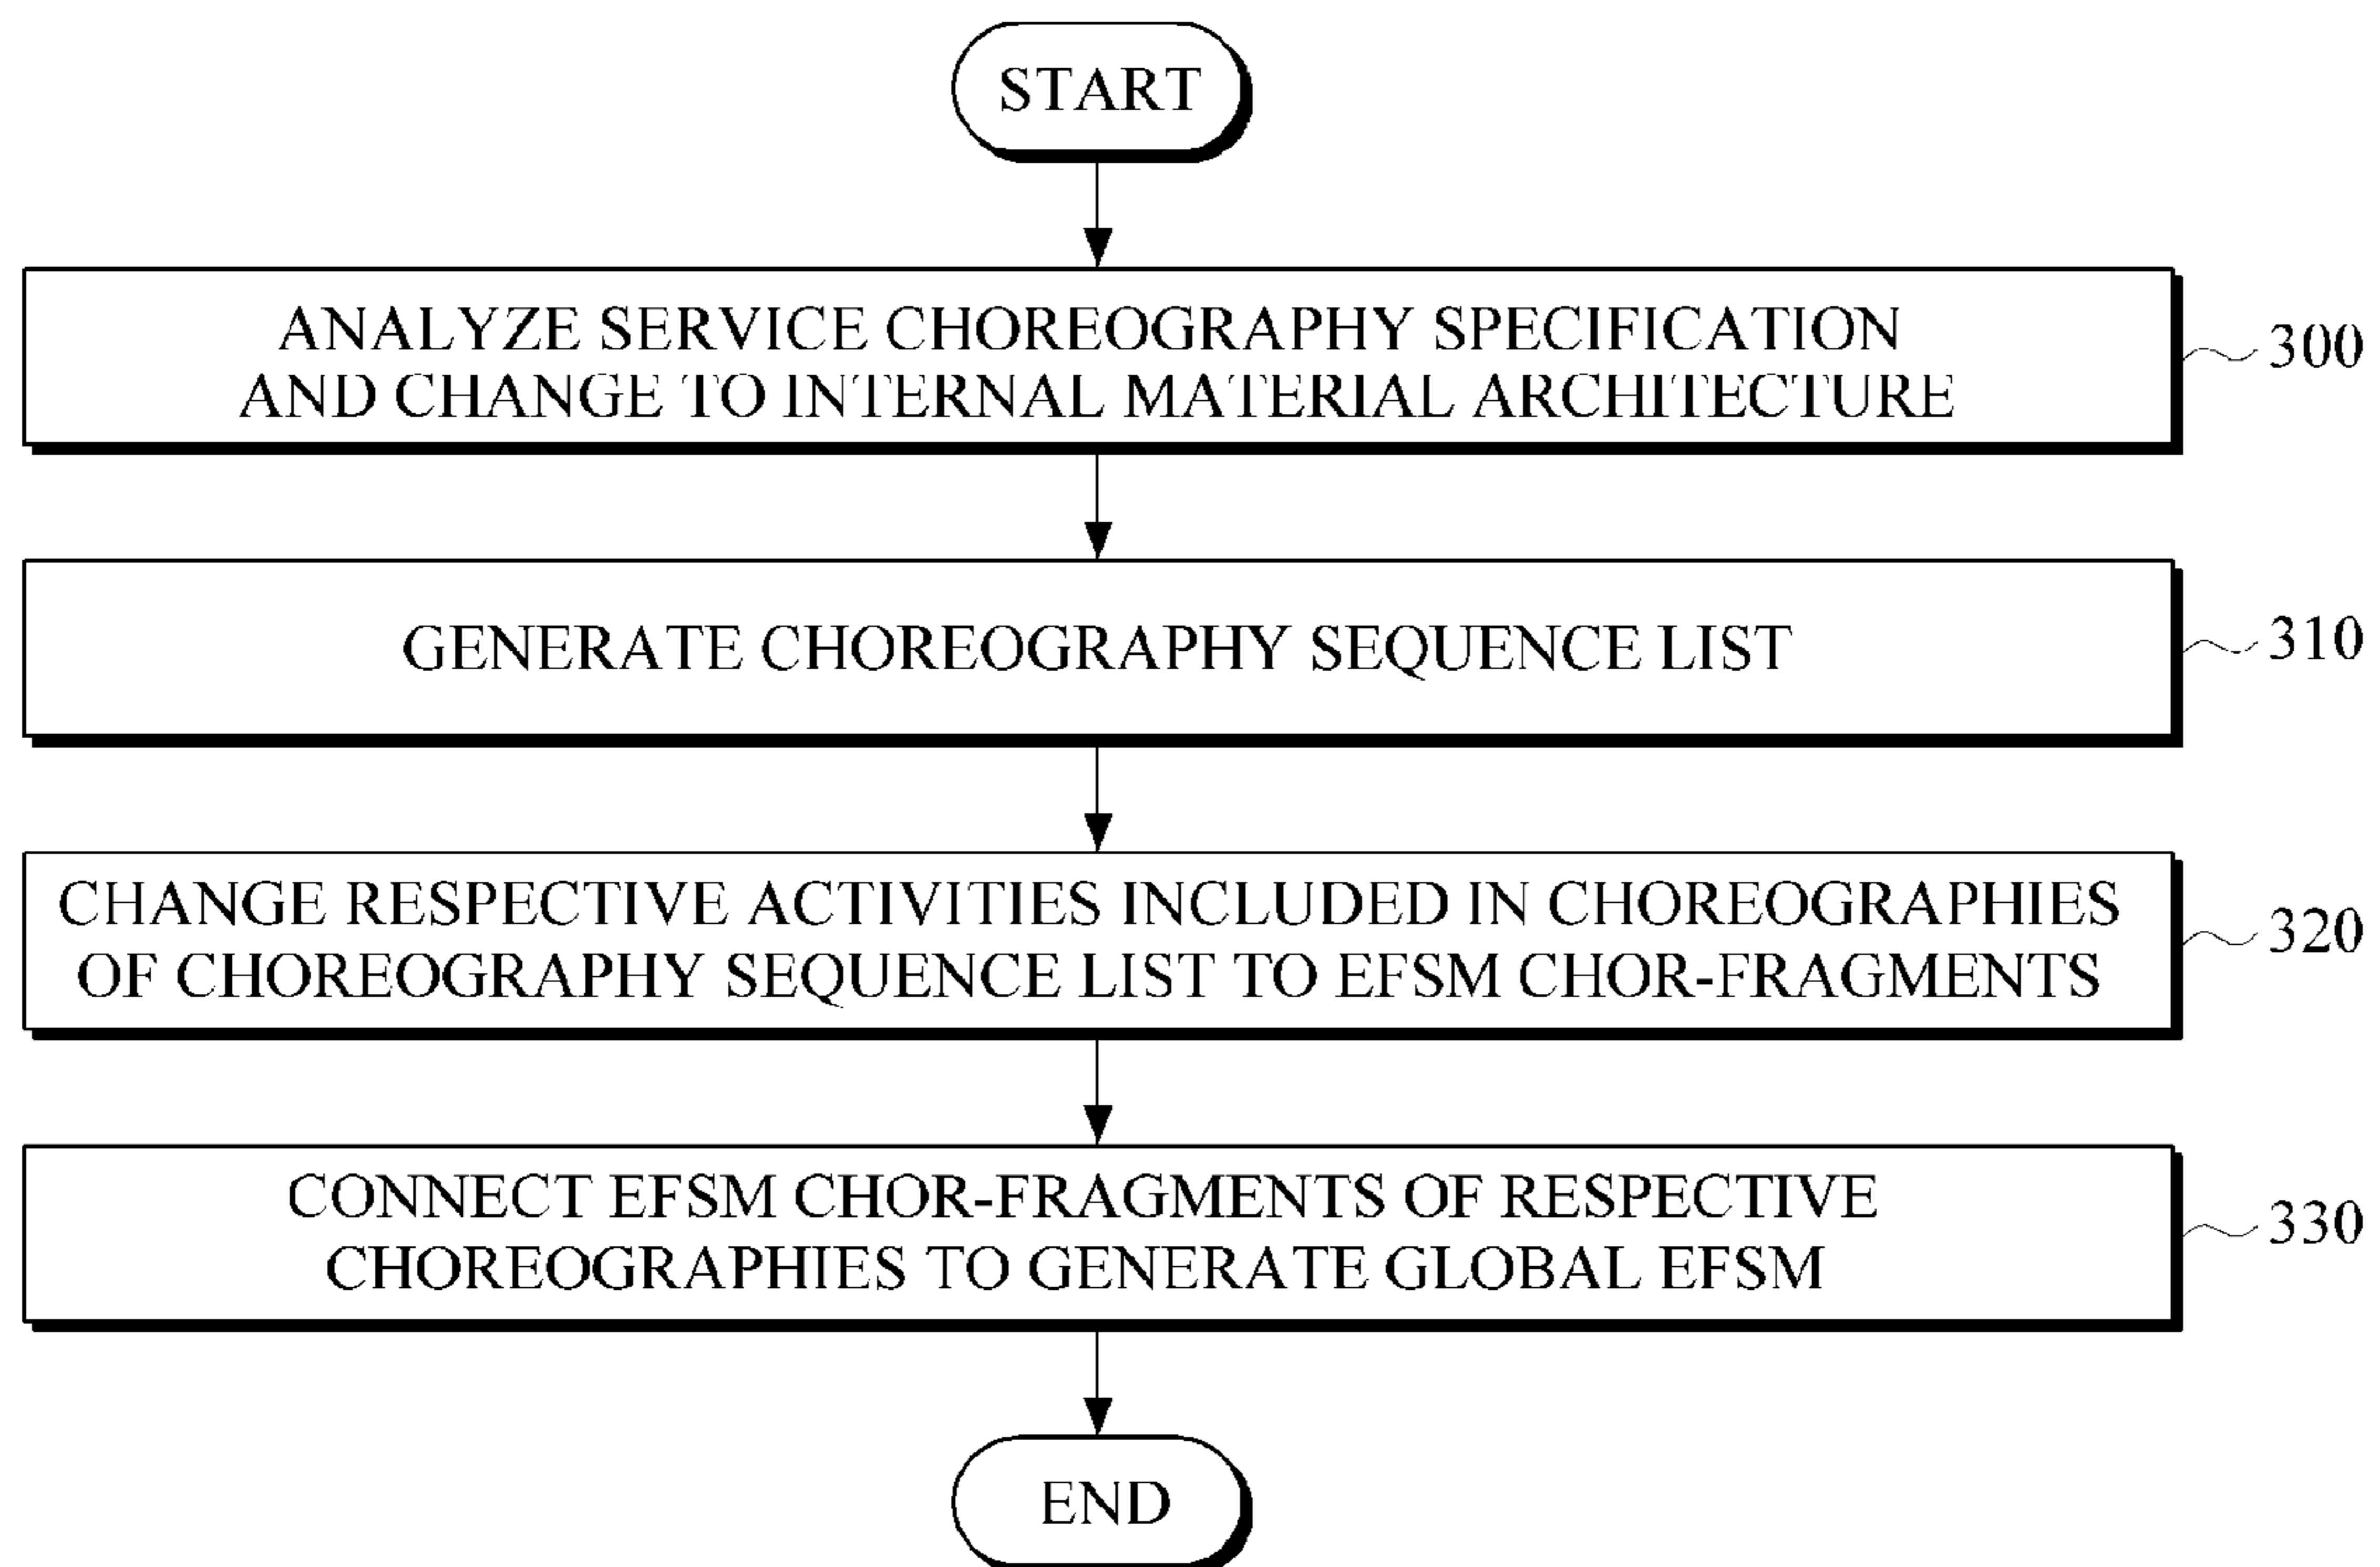 START
ANALYZE SERVICE CHOREOGRAPHY SPECIFICATION
AND CHANGE TO INTERNAL MATERIAL ARCHITECTURE
300
GENERATE CHOREOGRAPHY SEQUENCE LIST
310
CHANGE RESPECTIVE ACTIVITIES INCLUDED IN CHOREOGRAPHIES
OF CHOREOGRAPHY SEQUENCE LIST TO EFSM CHOR-FRAGMENTS
320
CONNECT EFSM CHOR-FRAGMENTS OF RESPECTIVE
CHOREOGRAPHIES TO GENERATE GLOBAL EFSM
330
END